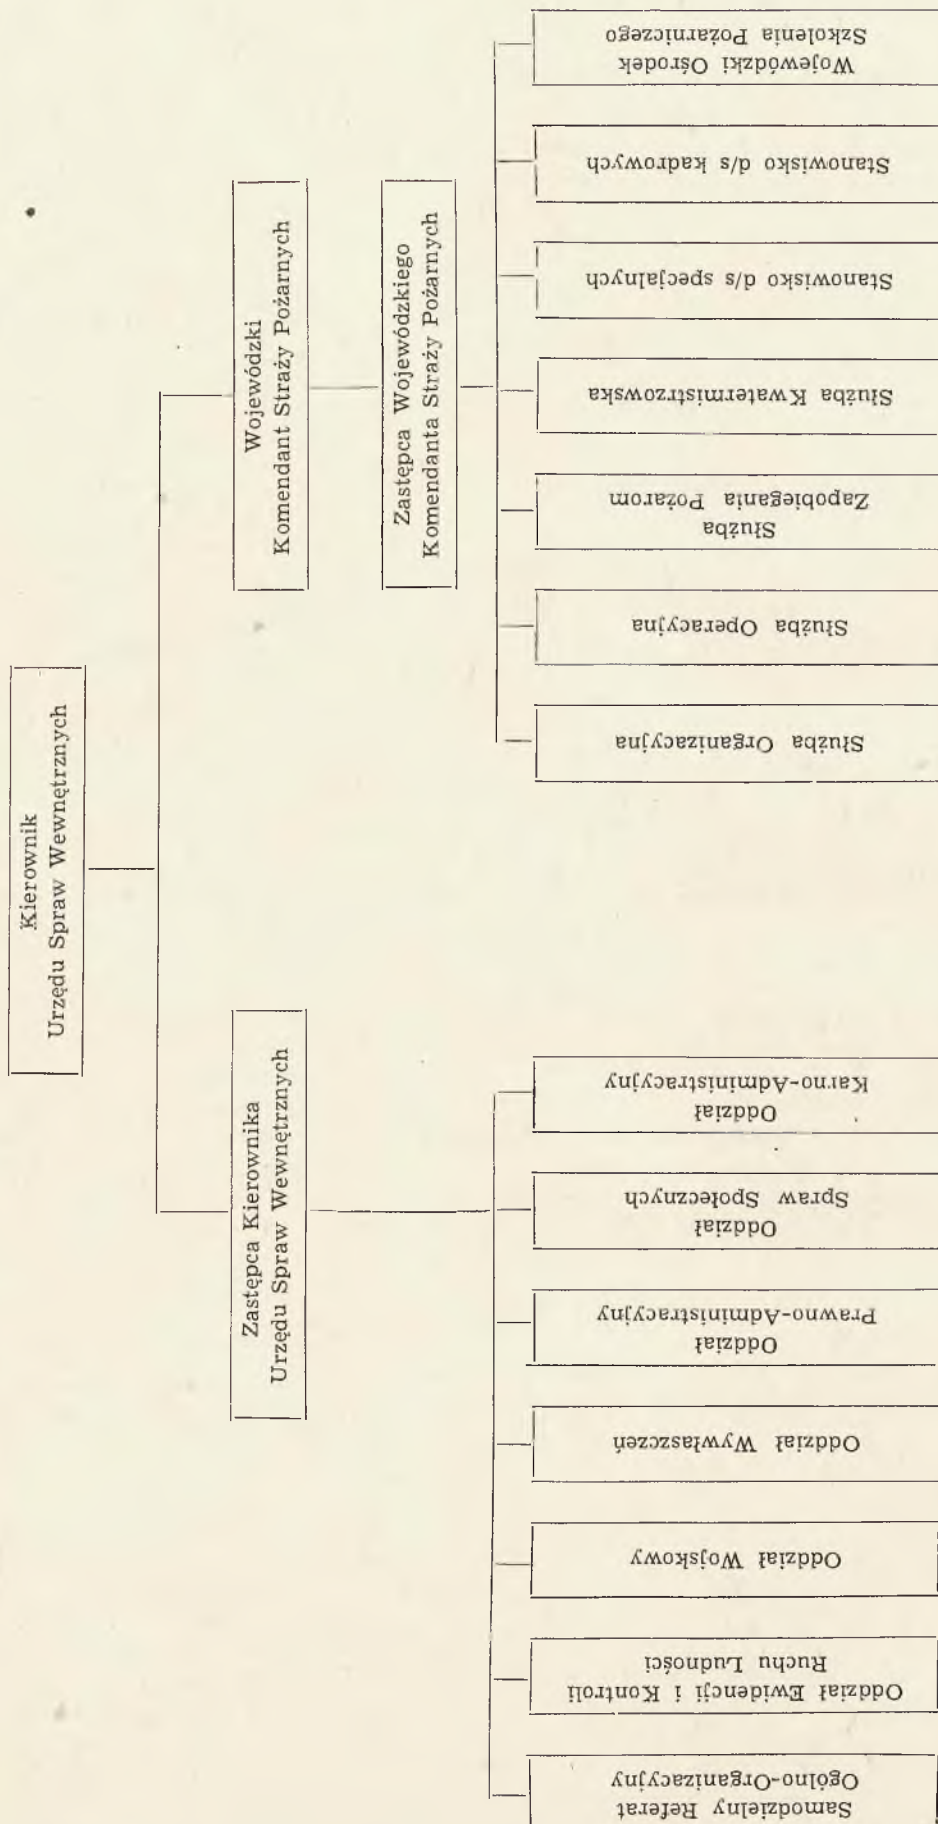 Kierownik
Urzędu Spraw Wewnętrznych
Zastępca Kierownika
Urzędu Spraw Wewnętrznych
Wojewódzki
Komendant Straży Pożarnych
Zastępca Wojewódzkiego
Komendanta Straży Pożarnych
Samodzielny Referat
Ogólno-Organizacyjny
Oddział Ewidencji i Kontroli
Ruchu Ludności
Oddział Wojskowy
Oddział Wywłaszczeń
Oddział
Prawno-Administracyjny
Oddział
Spraw Społecznych
Oddział
Karno-Administracyjny
Służba Organizacyjna
Służba Operacyjna
Służba
Zapobiegania Pożarom
Służba Kwatermistrzowska
Stanowisko d/s specjalnych
Stanowisko d/s kadrowych
Wojewódzki Ośrodek
Szkolenia Pożarniczego